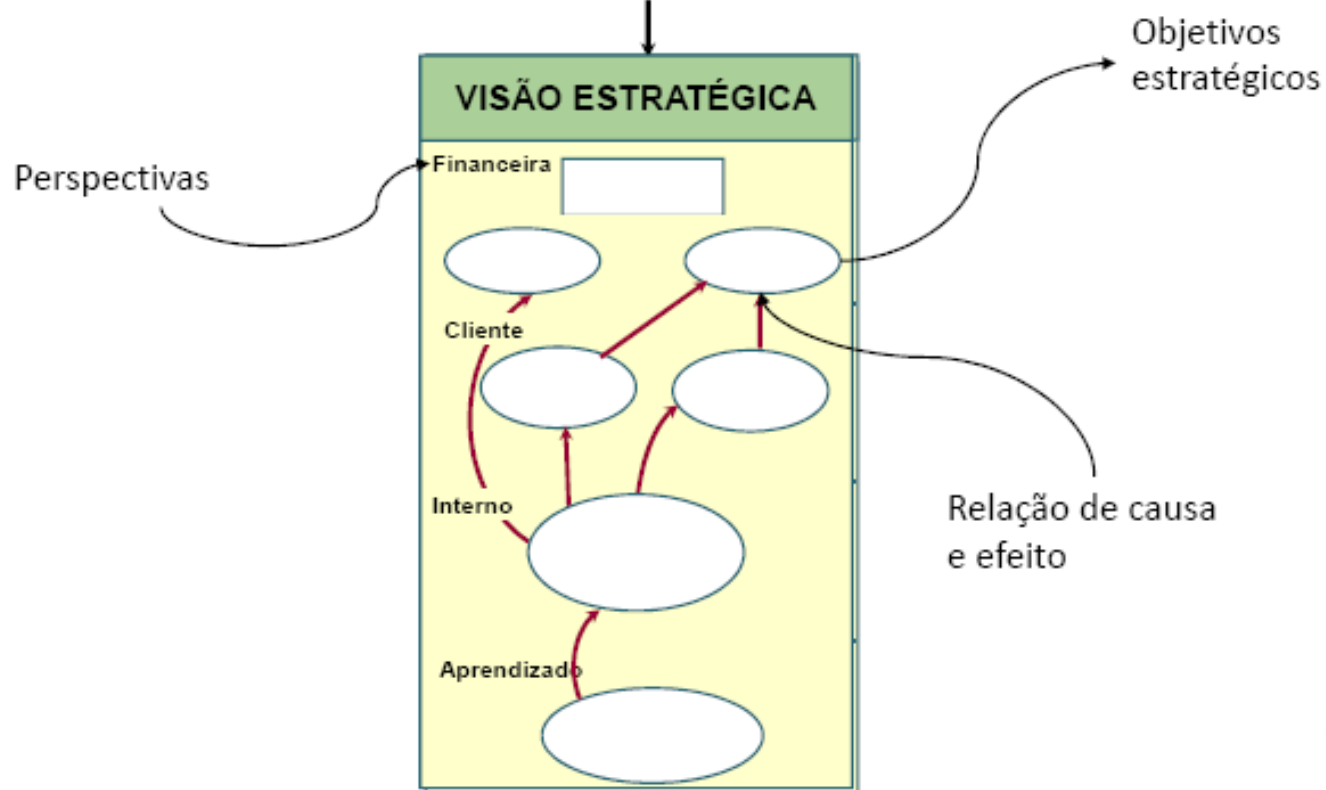 Objetivos
estratégicos
VISÃO ESTRATÉGICA
Financeira
Perspectivas
Cliente
Interno
Relação de causa
e efeito
Aprendizado